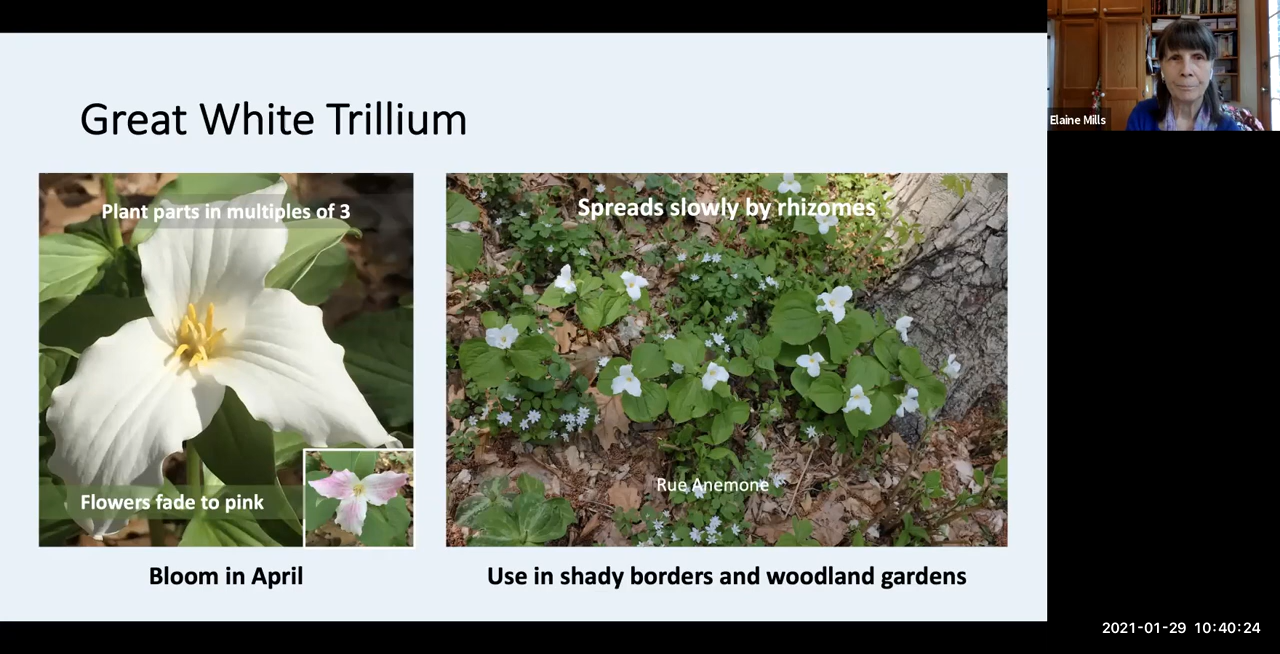 Great White Trillium
Plant parts in multiples of 3
Flowers fade to pink
Bloom in April
Spreads slowly by rhizomes
Rue Anemone
Use in shady borders and woodland gardens
Elaine Mills
2021-01-29 10:40:24